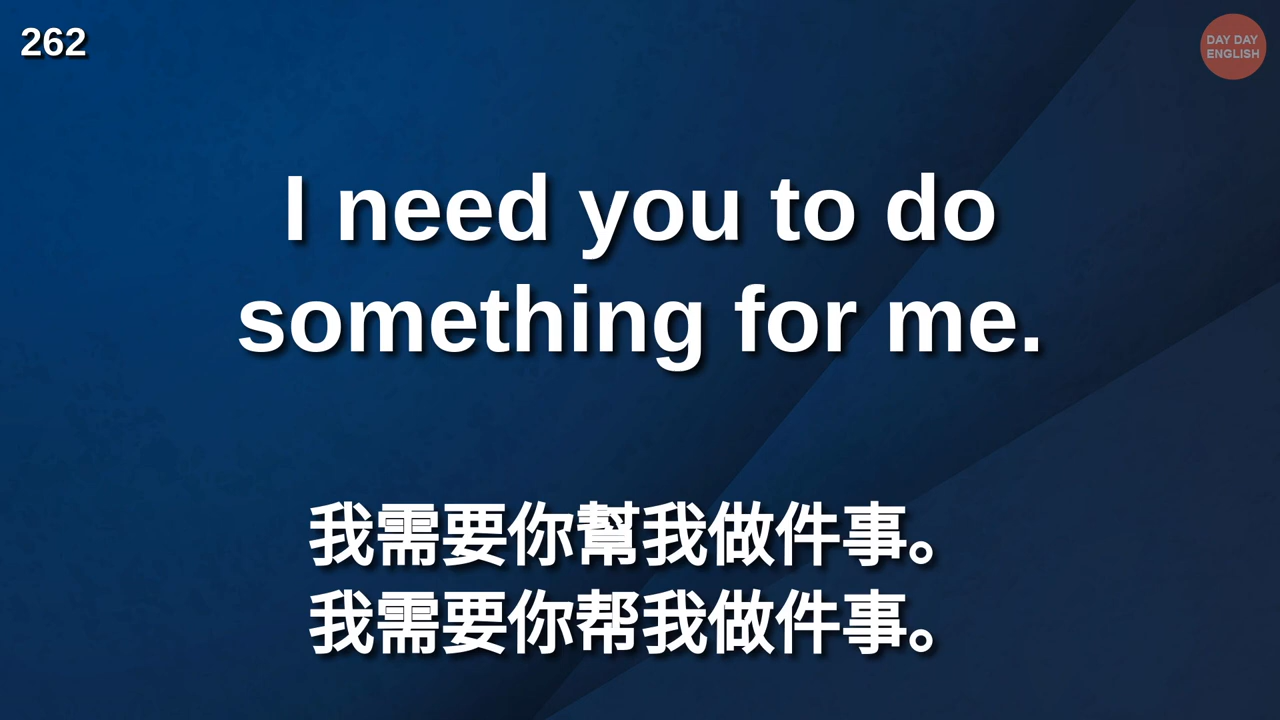 262
DAY DAY
ENGLISH
I need you to do
something for me.
我需要你幫我做件事。
我需要你帮我做件事。